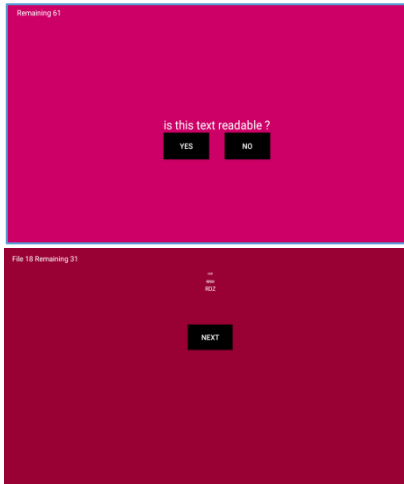 Remaining 61
is this text readable ?
YES NO
File 18 Remaining 31
RDZ
NEXT